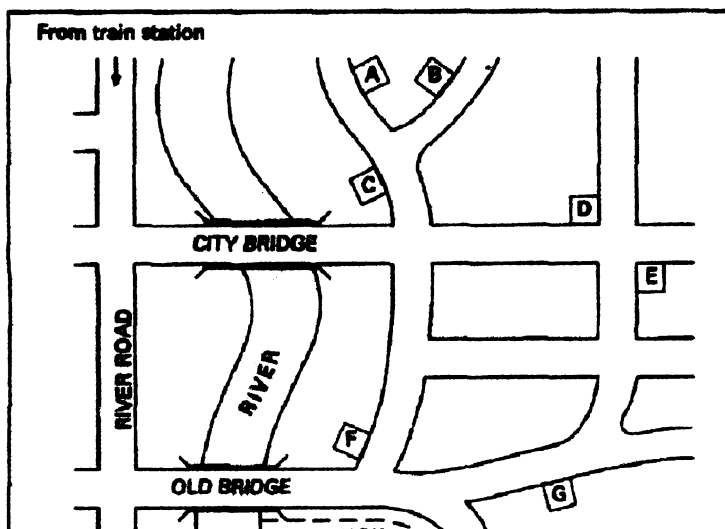 From train station
A
B
C
D
CITY BRIDGE
E
RIVER ROAD
RIVER
F
OLD BRIDGE
G